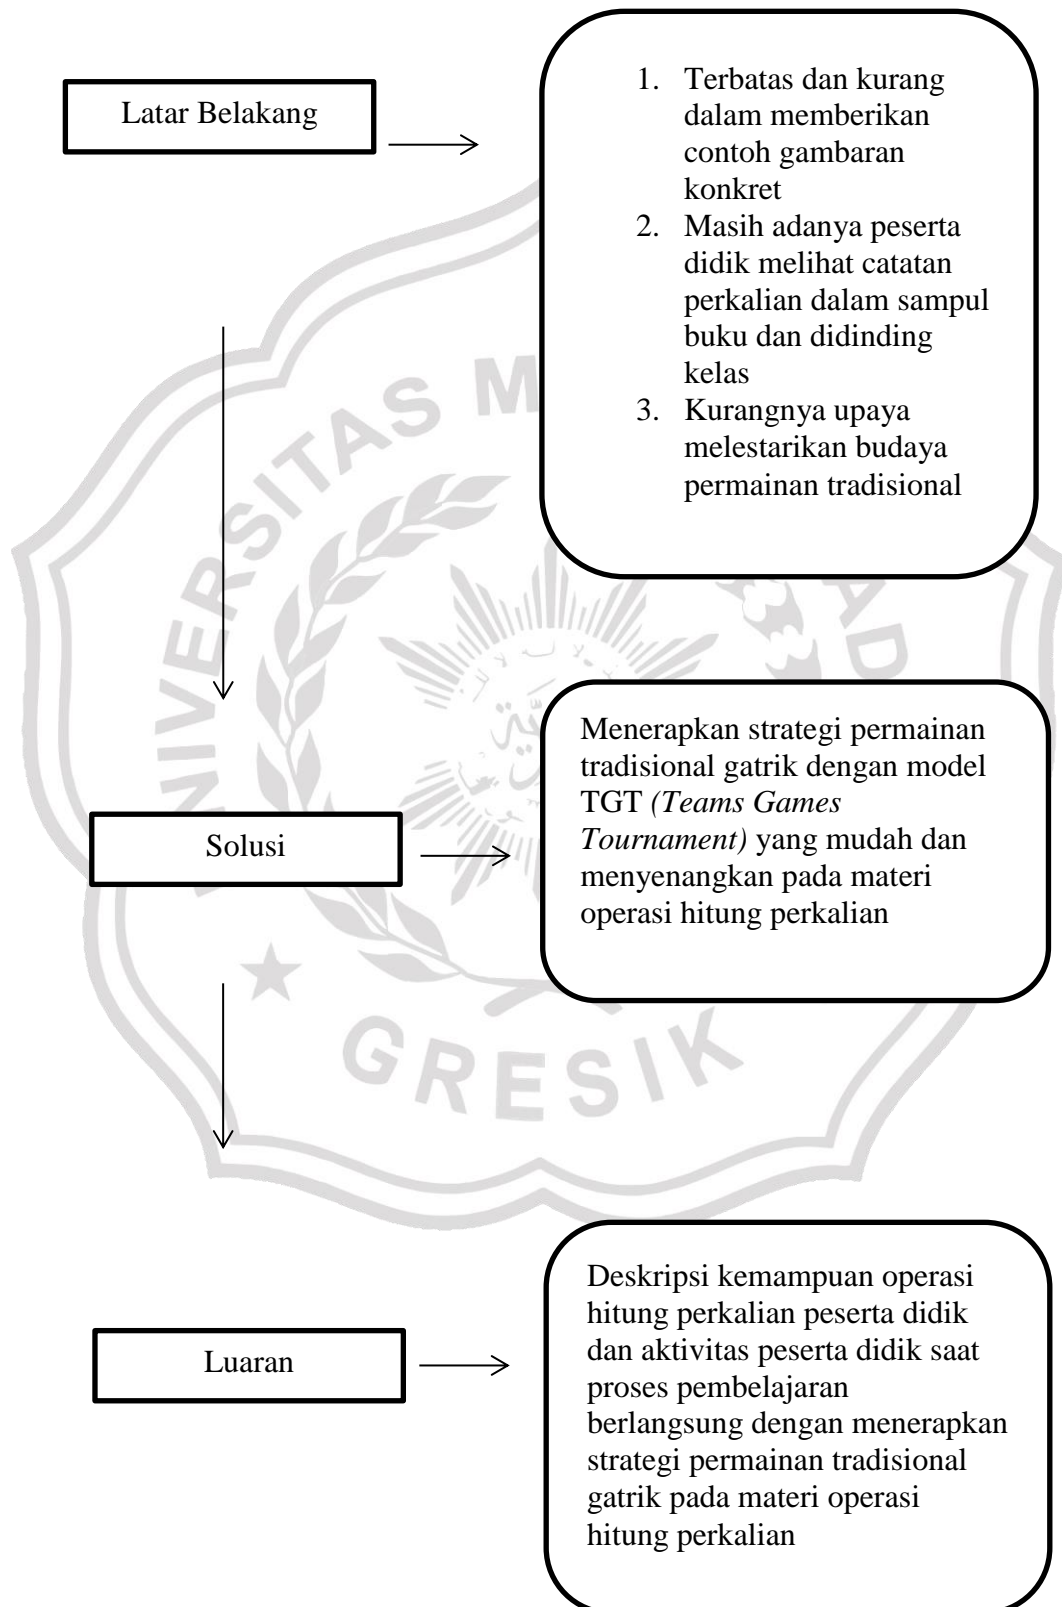 Latar Belakang
1. Terbatas dan kurang
dalam memberikan
contoh gambaran
konkret
2. Masih adanya peserta
didik melihat catatan
perkalian dalam sampul
buku dan didinding
kelas
3. Kurangnya upaya
melestarikan budaya
permainan tradisional
Solusi
Menerapkan strategi permainan
tradisional gatrik dengan model
TGT (Teams Games
Tournament) yang mudah dan
menyenangkan pada materi
operasi hitung perkalian
Luaran
Deskripsi kemampuan operasi
hitung perkalian peserta didik
dan aktivitas peserta didik saat
proses pembelajaran
berlangsung dengan menerapkan
strategi permainan tradisional
gatrik pada materi operasi
hitung perkalian
GRESIK